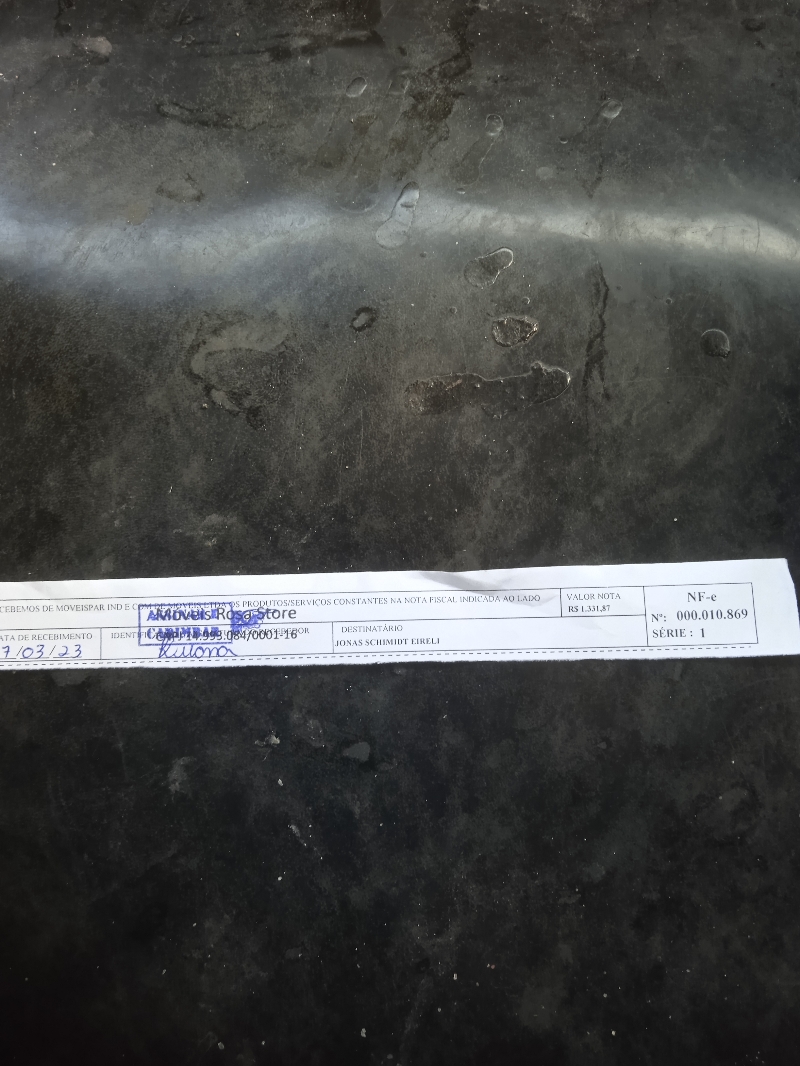 CEBEMOS DE MOVEISPAR IND E COM DE MOVEIS LTDA OS PRODUTOS/SERVIÇOS CONSTANTES NA NOTA FISCAL INDICADA AO LADO
VALOR NOTA
R$ 1.331,87
NF-e
Nº: 000.010.869
SÉRIE : 1
Móveis Rosa Store
CNPJ 14.993.084/0001-16
ATA DE RECEBIMENTO
7/03/23
DESTINATÁRIO
JONAS SCHIMIDT EIRELI